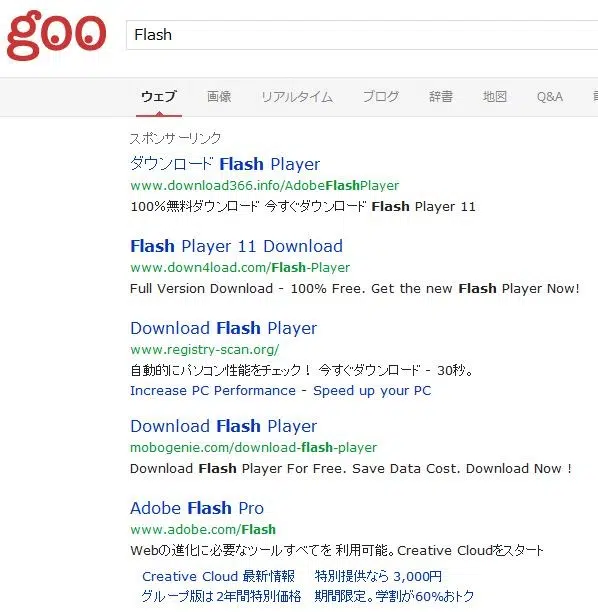 goo
Flash
ウェブ 画像 リアルタイム ブログ 辞書 地図 Q&A
スポンサーリンク
ダウンロード Flash Player
www.download366.info/AdobeFlashPlayer
100%無料ダウンロード 今すぐダウンロード Flash Player 11
Flash Player 11 Download
www.down4load.com/Flash-Player
Full Version Download - 100% Free. Get the new Flash Player Now!
Download Flash Player
www.registry-scan.org/
自動的にパソコン性能をチェック！ 今すぐダウンロード - 30秒。
Increase PC Performance - Speed up your PC
Download Flash Player
mobogenie.com/download-flash-player
Download Flash Player For Free. Save Data Cost. Download Now !
Adobe Flash Pro
www.adobe.com/Flash
Webの進化に必要なツールすべてを 利用可能。Creative Cloudをスタート
Creative Cloud 最新情報 特別提供なら 3,000円
グループ版は2年間特別価格 期間限定。学割が60%おトク